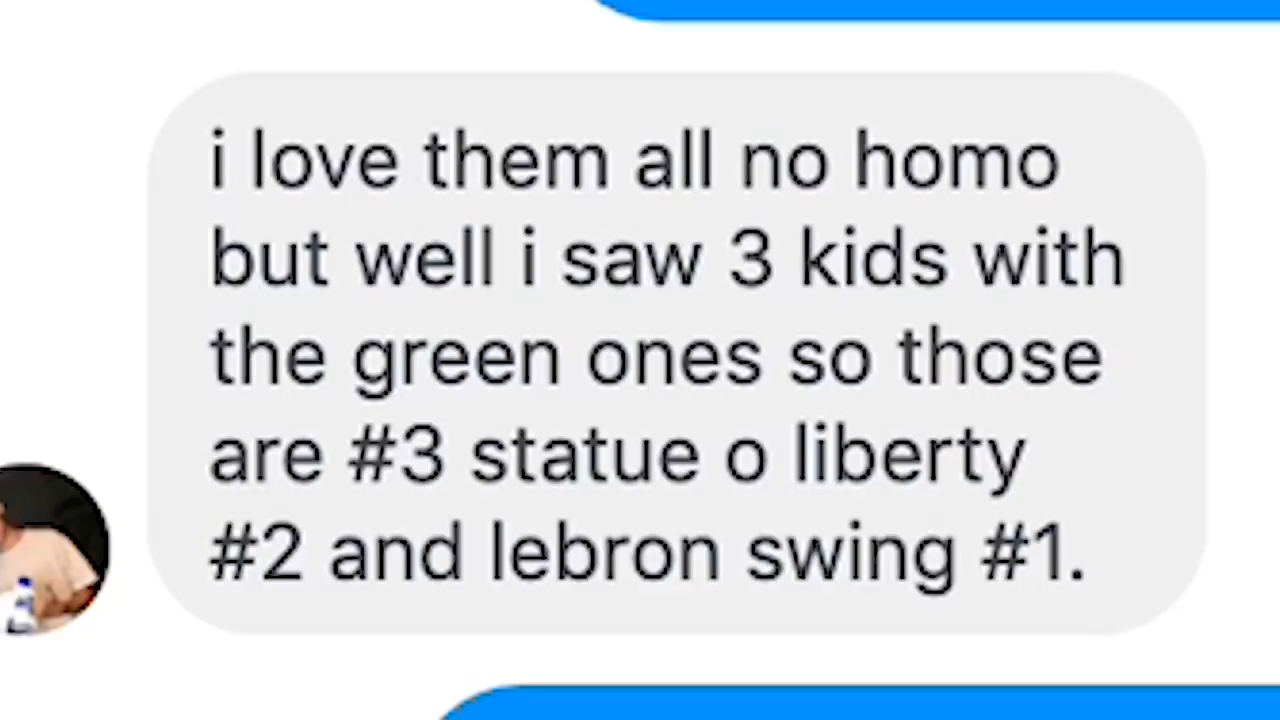 i love them all no homo
but well i saw 3 kids with
the green ones so those
are #3 statue o liberty
#2 and lebron swing #1.